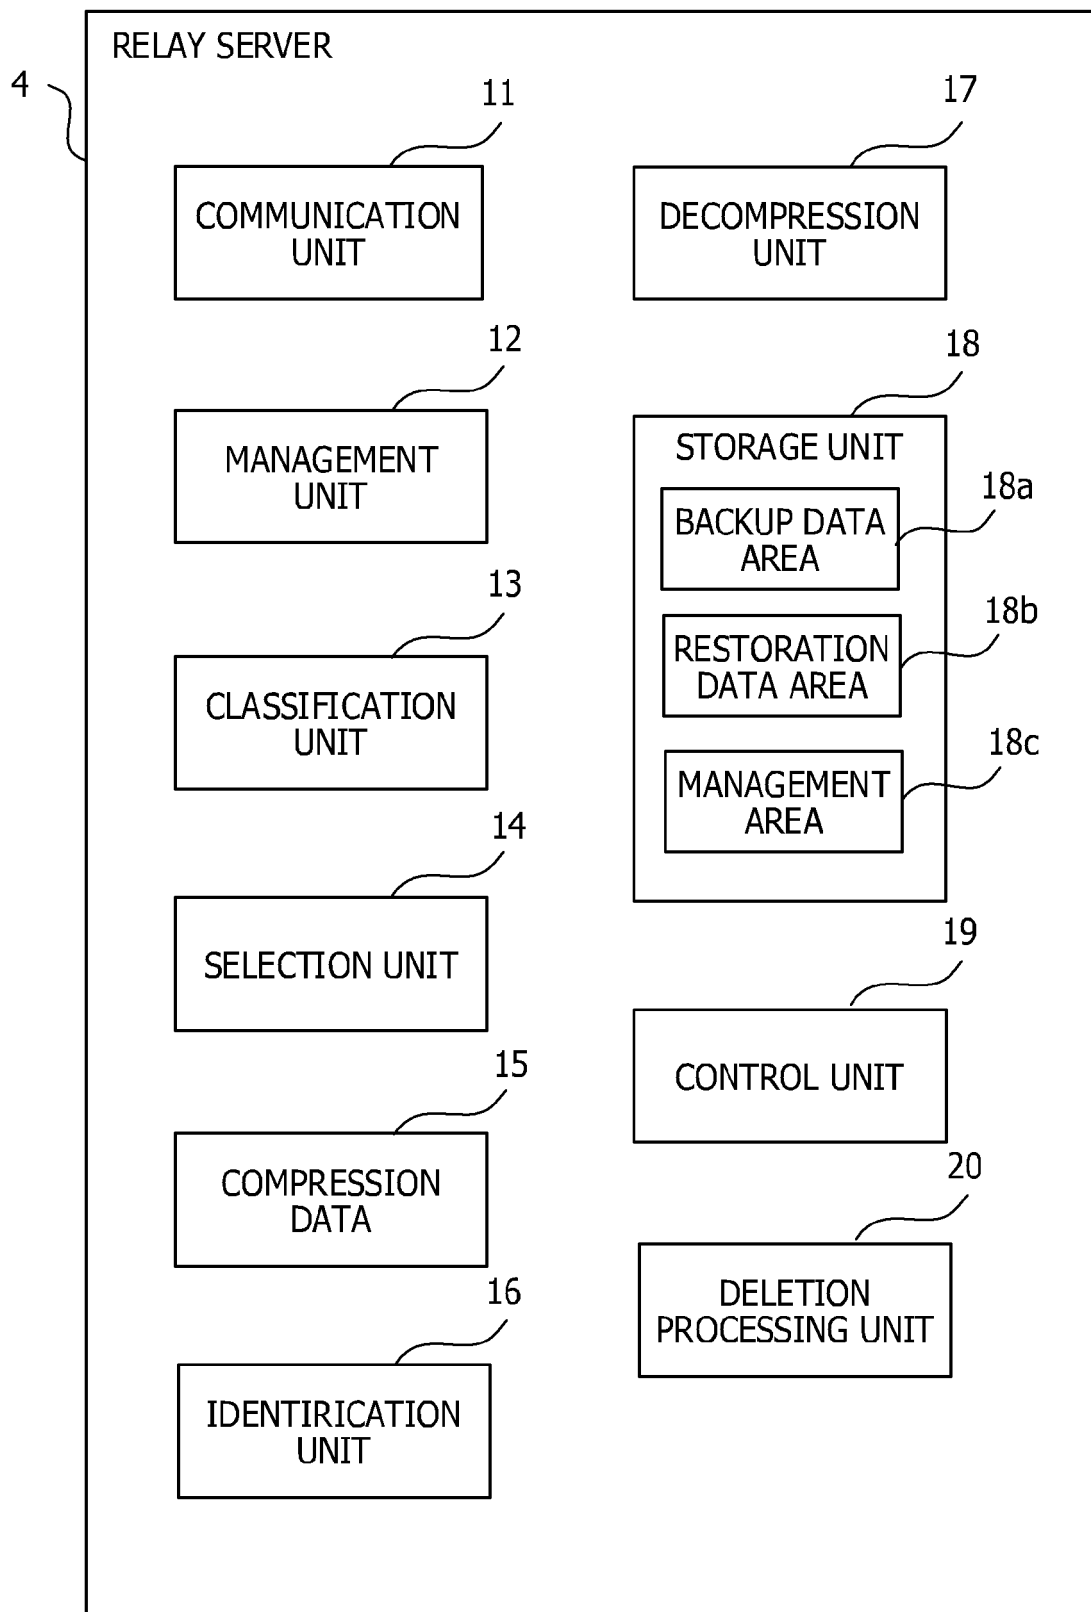 RELAY SERVER
4
11
COMMUNICATION
UNIT
12
MANAGEMENT
UNIT
13
CLASSIFICATION
UNIT
14
SELECTION UNIT
15
COMPRESSION
DATA
16
IDENTIRICATION
UNIT
17
DECOMPRESSION
UNIT
18
STORAGE UNIT
18a
BACKUP DATA
AREA
18b
RESTORATION
DATA AREA
18c
MANAGEMENT
AREA
19
CONTROL UNIT
20
DELETION
PROCESSING UNIT